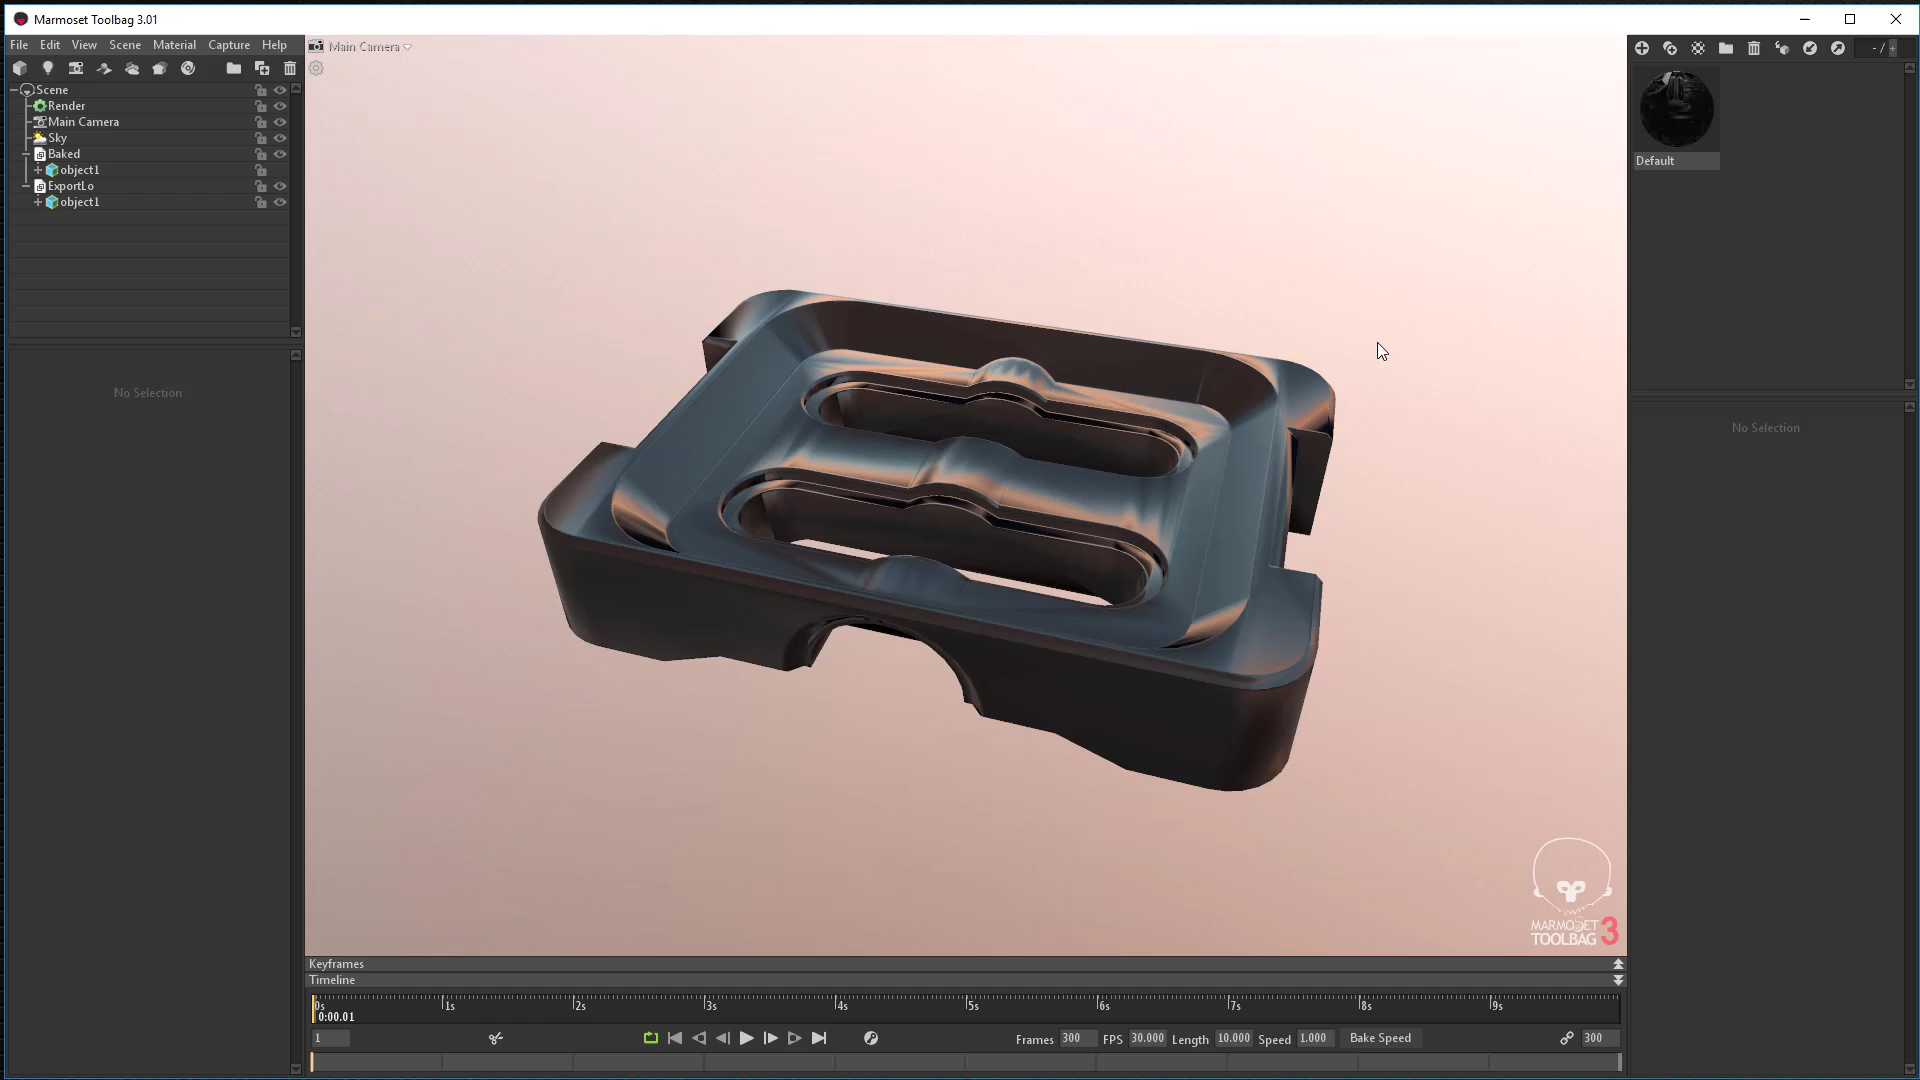 Marmoset Toolbag 3.01
File Edit View Scene Material Capture Help
Main Camera
- / +
Scene
Render
Main Camera
Sky
Baked
object1
ExportLo
object1
No Selection
Default
No Selection
MARMOSET
TOOLBAG 3
Keyframes
Timeline
0s 1s 2s 3s 4s 5s 6s 7s 8s 9s
0:00.01
1
Frames 300 FPS 30.000 Length 10.000 Speed 1.000 Bake Speed 300